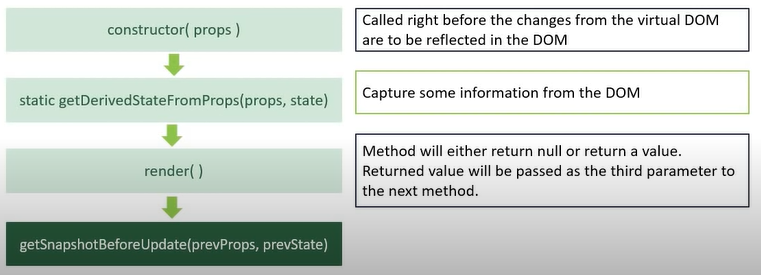 constructor( props )
static getDerivedStateFromProps(props, state)
render( )
getSnapshotBeforeUpdate(prevProps, prevState)
Called right before the changes from the virtual DOM
are to be reflected in the DOM
Capture some information from the DOM
Method will either return null or return a value.
Returned value will be passed as the third parameter to
the next method.